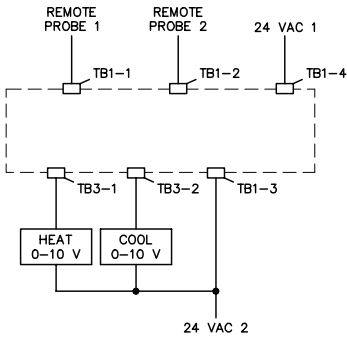 REMOTE
PROBE 1
REMOTE
PROBE 2
24 VAC 1
TB1-1
TB1-2
TB1-4
TB3-1
TB3-2
TB1-3
HEAT
0-10 V
COOL
0-10 V
24 VAC 2